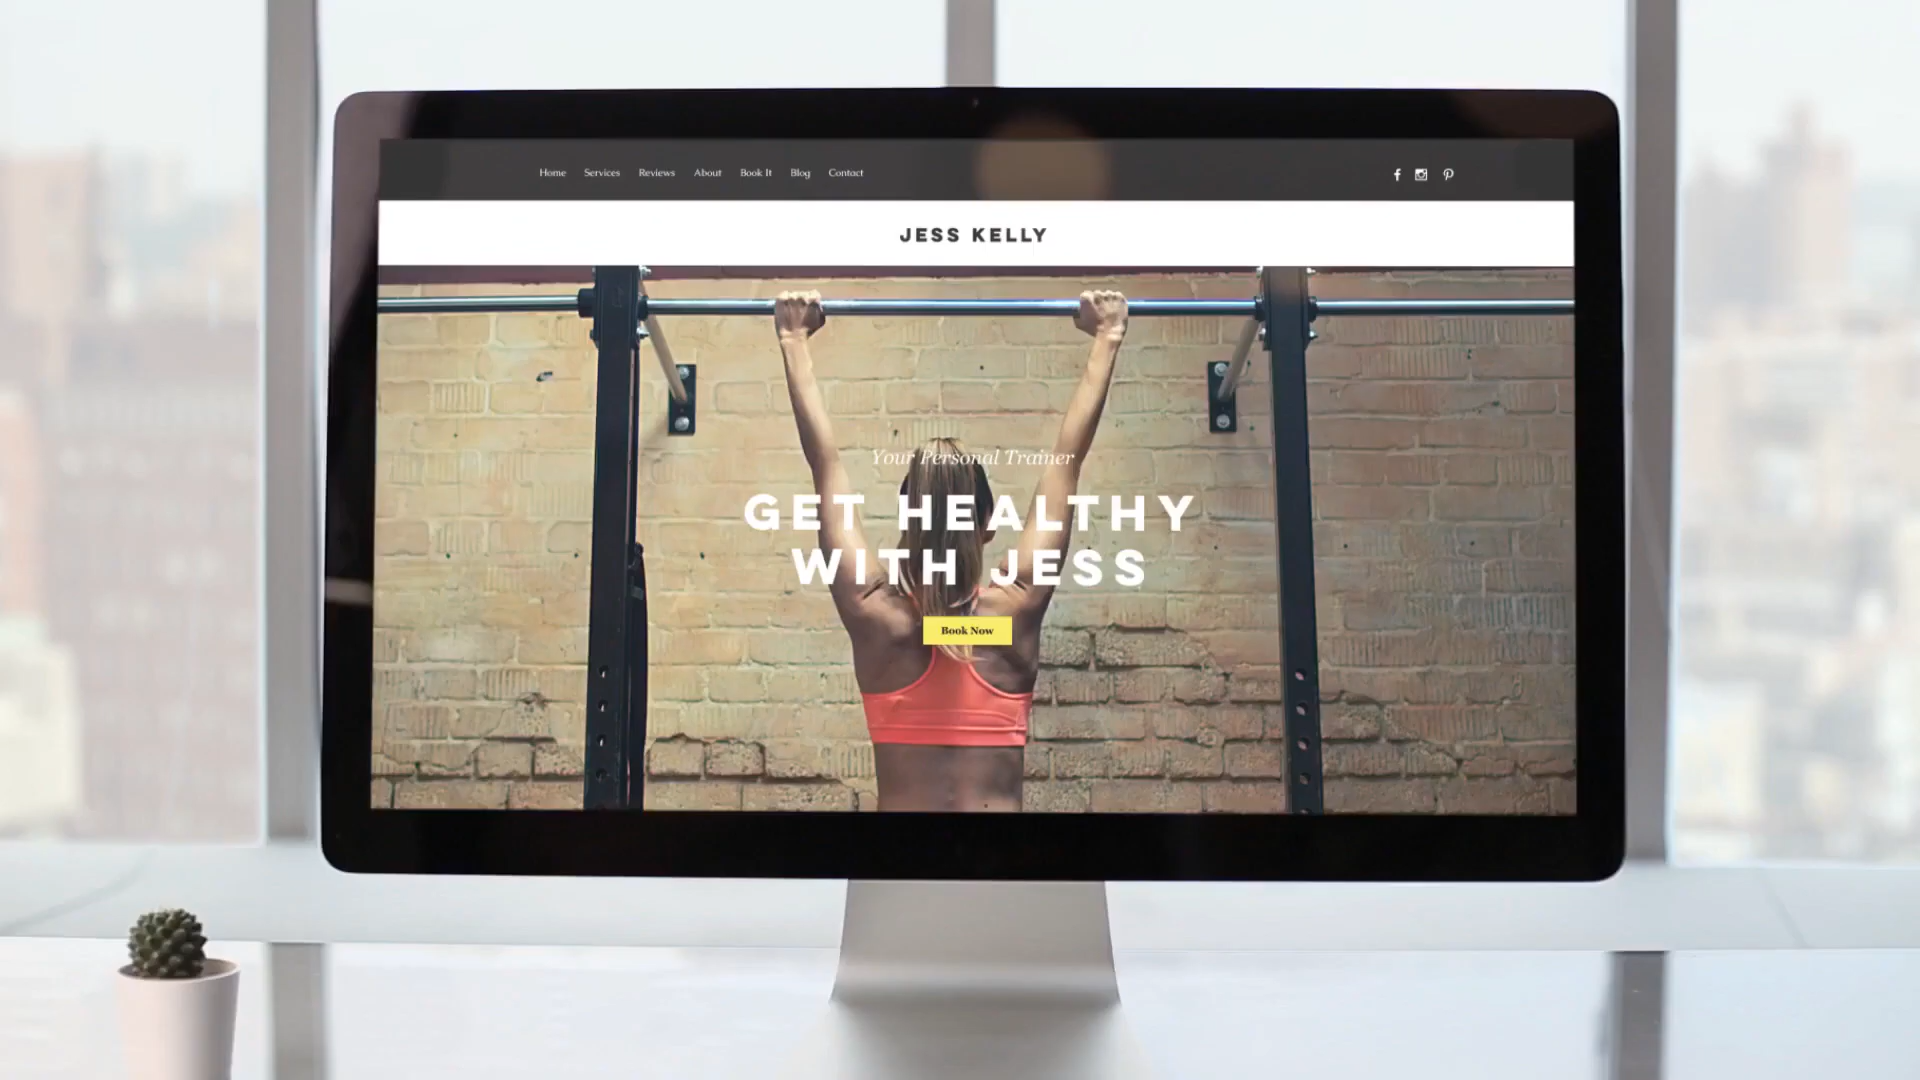 Home Services Reviews About Book It Blog Contact
JESS KELLY
Your Personal Trainer
GET HEALTHY
WITH JESS
Book Now